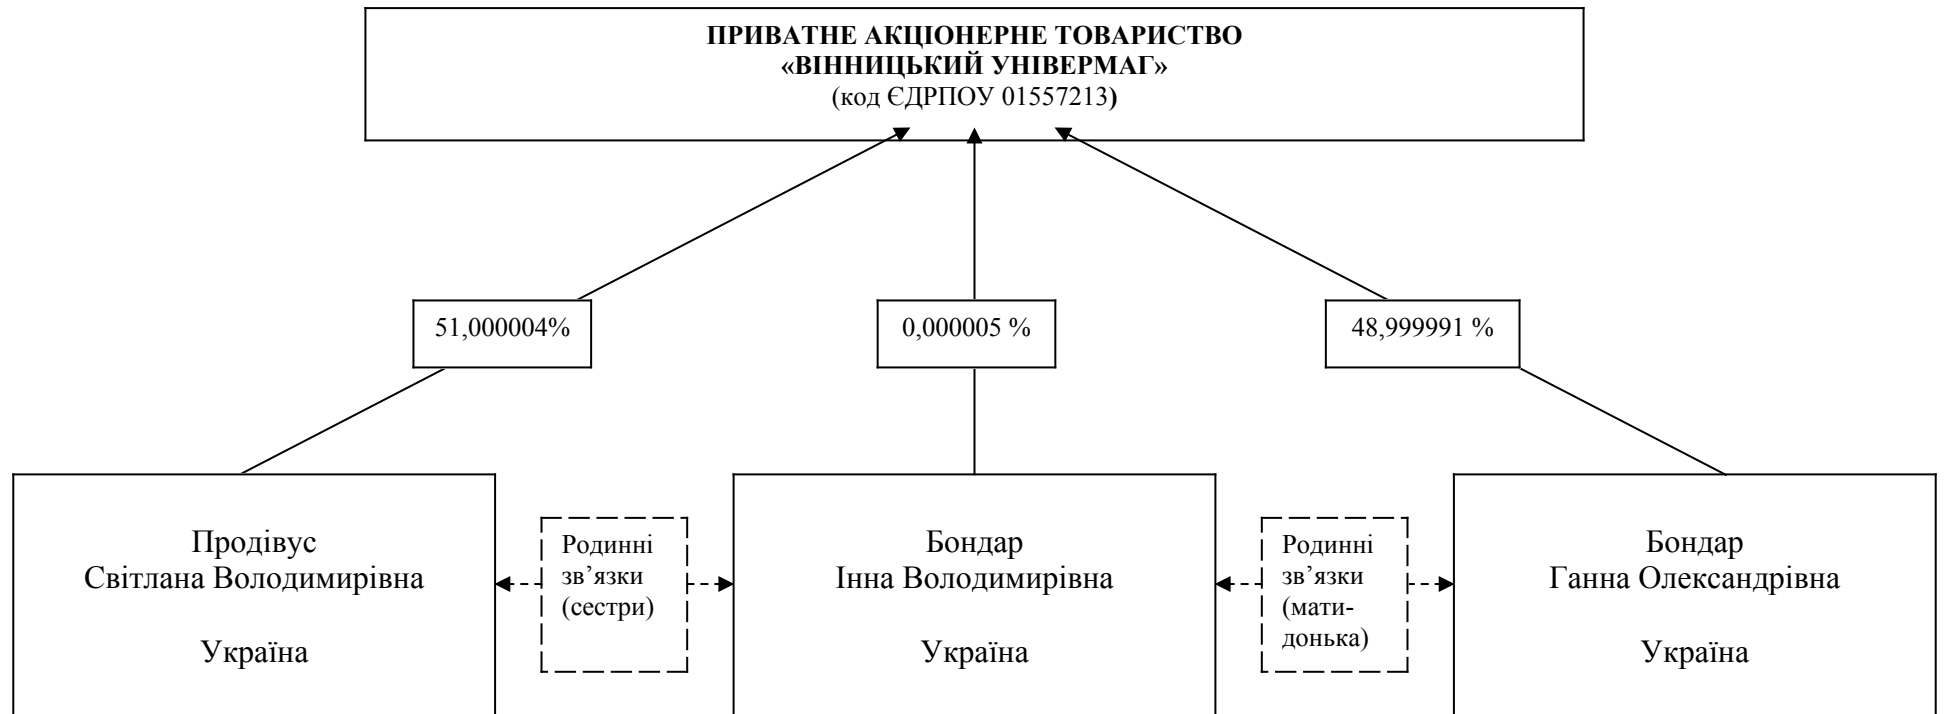 ПРИВАТНЕ АКЦІОНЕРНЕ ТОВАРИСТВО
«ВІННИЦЬКИЙ УНІВЕРМАГ»
(код ЄДРПОУ 01557213)
51,000004%
0,000005 %
48,999991 %
Продівус
Світлана Володимирівна
Україна
Родинні
зв’язки
(сестри)
Бондар
Інна Володимирівна
Україна
Родинні
зв’язки
(мати-
донька)
Бондар
Ганна Олександрівна
Україна